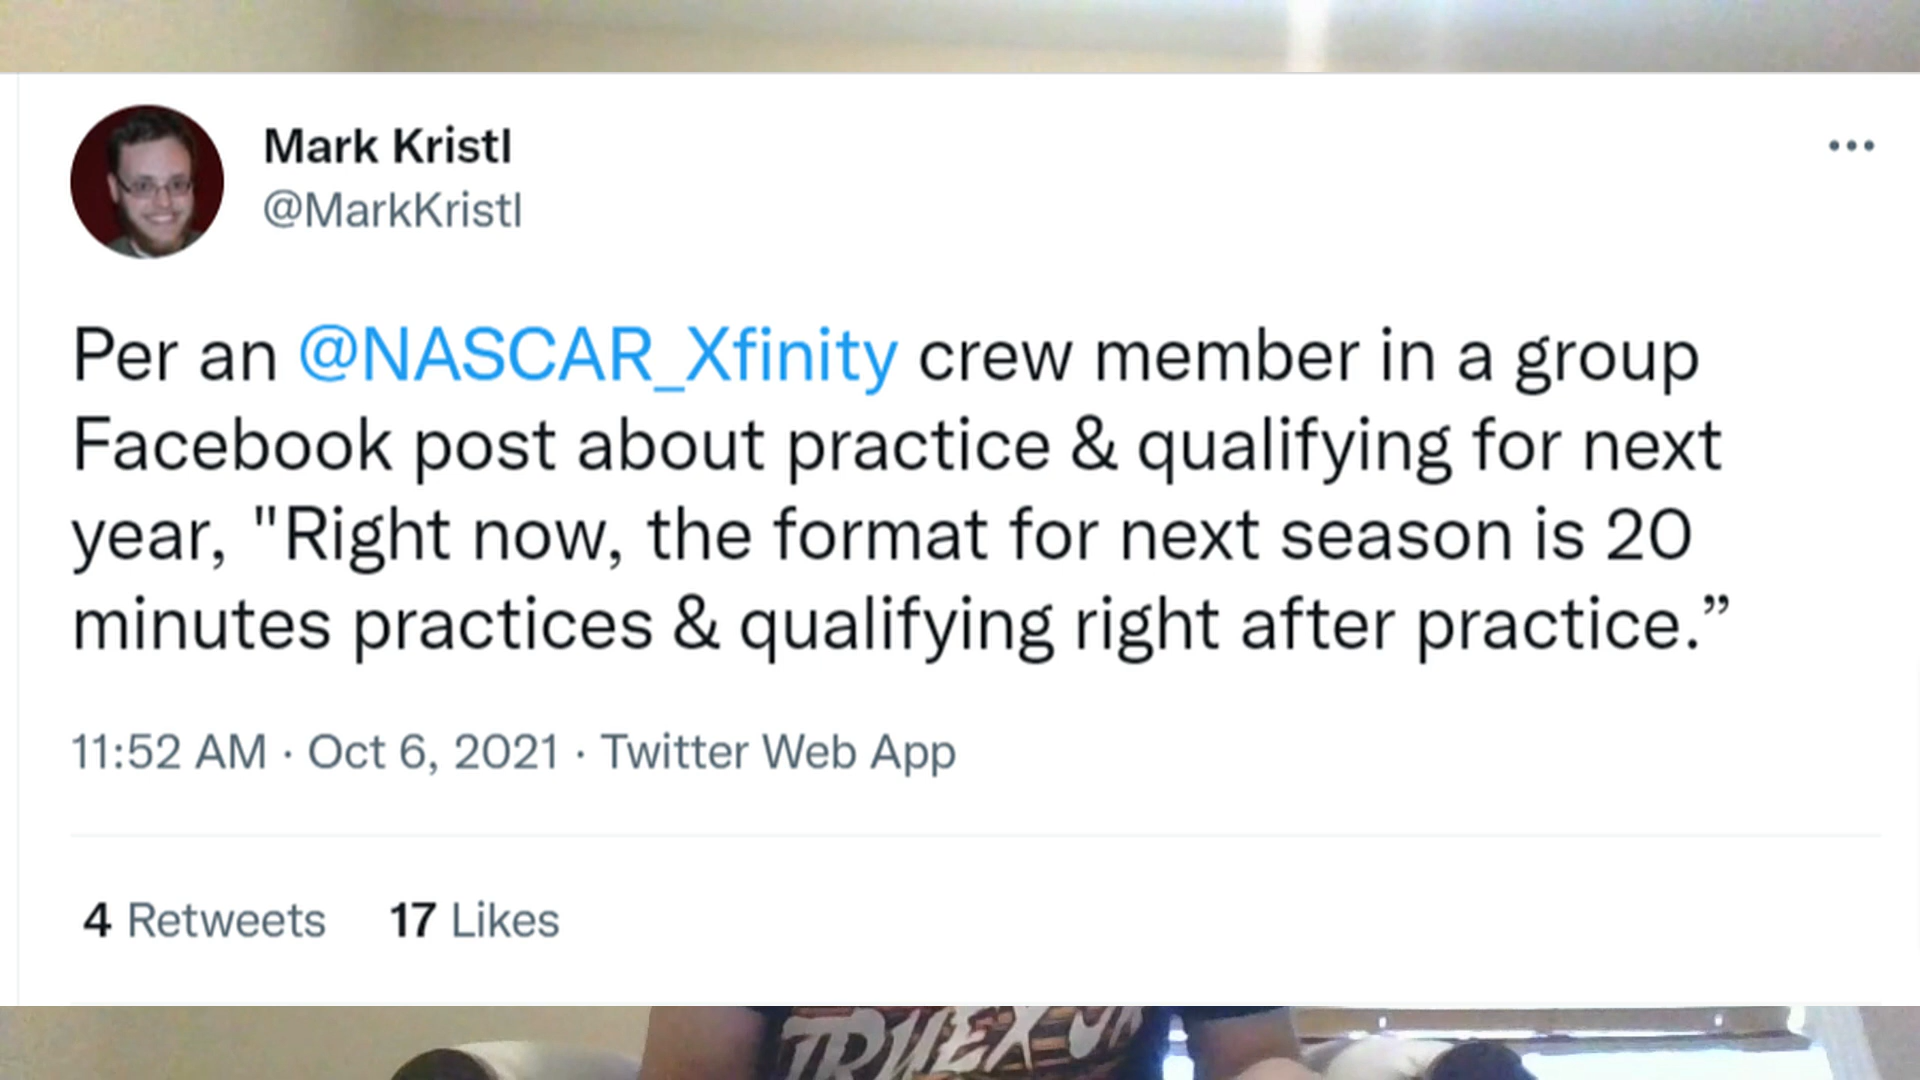 Mark Kristl
@MarkKristl
Per an @NASCAR_Xfinity crew member in a group
Facebook post about practice & qualifying for next
year, "Right now, the format for next season is 20
minutes practices & qualifying right after practice.”
11:52 AM · Oct 6, 2021 · Twitter Web App
4 Retweets 17 Likes
TRUEX JR